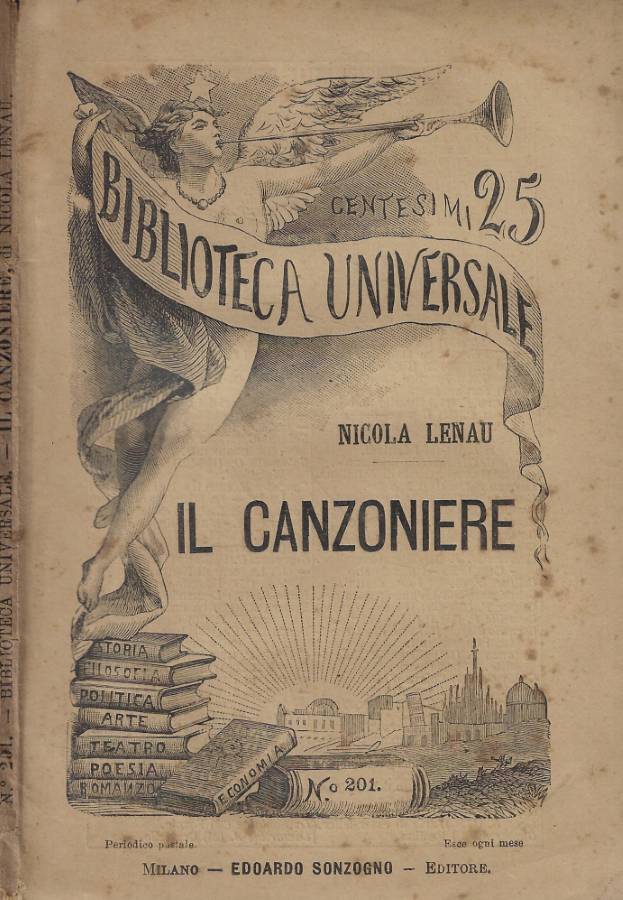 CENTESIMI 25
BIBLIOTECA UNIVERSALE
NICOLA LENAU
IL CANZONIERE
STORIA
FILOSOFIA
POLITICA
ARTE
TEATRO
POESIA
ROMANZO
ECONOMIA
No 201.
Periodico postale.
Esce ogni mese
MILANO — EDOARDO SONZOGNO — EDITORE.
N.° 201. — BIBLIOTECA UNIVERSALE. — IL CANZONIERE, di NICOLA LENAU.